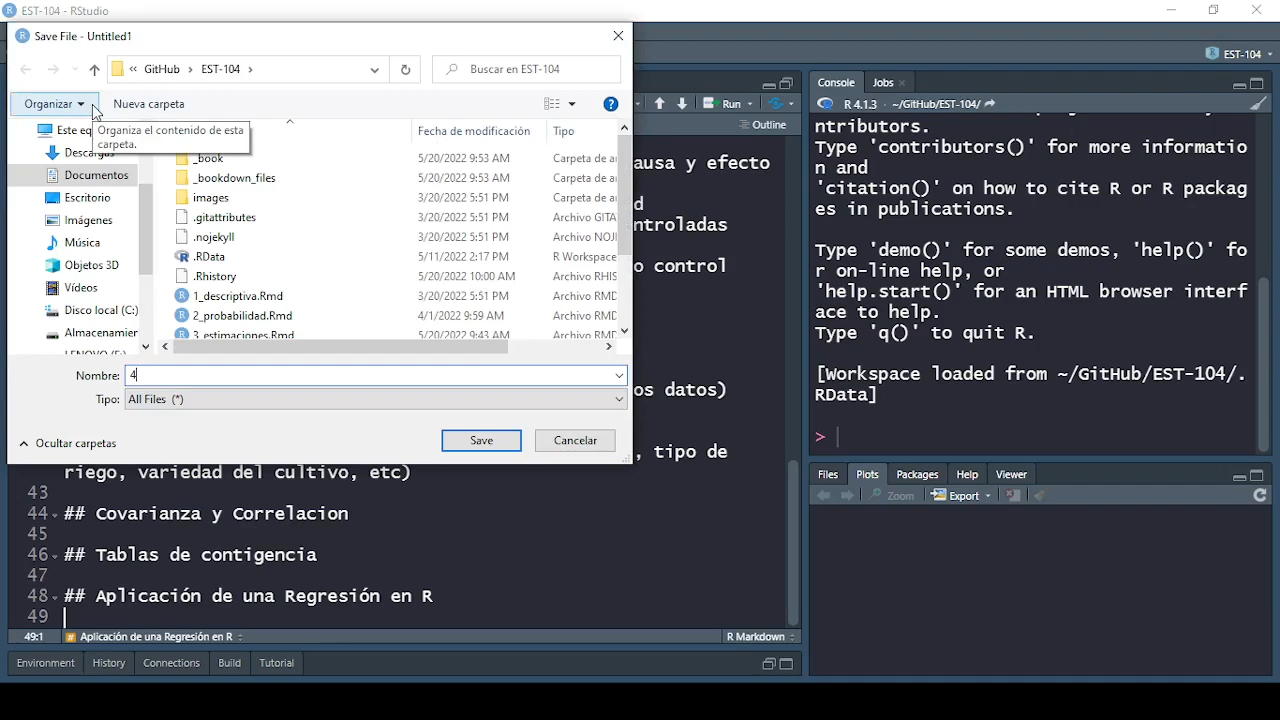 EST-104 - RStudio
Save File - Untitled1
« GitHub › EST-104 ›
Buscar en EST-104
EST-104
Organizar
Nueva carpeta
Organiza el contenido de esta
carpeta.
Fecha de modificación
Tipo
Este eq
Descargas
Documentos
Escritorio
Imágenes
Música
Objetos 3D
Vídeos
Disco local (C:)
Almacenamier
LENOVO (E:)
_book 5/20/2022 9:53 AM Carpeta de a
_bookdown_files 5/20/2022 9:53 AM Carpeta de a
images 3/20/2022 5:51 PM Carpeta de a
.gitattributes 3/20/2022 5:51 PM Archivo GITA
.nojekyll 3/20/2022 5:51 PM Archivo NOJ
.RData 5/11/2022 2:17 PM R Workspace
.Rhistory 5/20/2022 10:00 AM Archivo RHIS
1_descriptiva.Rmd 3/20/2022 5:51 PM Archivo RMD
2_probabilidad.Rmd 4/1/2022 9:59 AM Archivo RMD
3_estimaciones.Rmd 5/20/2022 9:43 AM Archivo RMD
Nombre: 4
Tipo: All Files (*)
Ocultar carpetas
Save
Cancelar
Run
Outline
ausa y efecto
d
ntroladas
o control
os datos)
, tipo de
riego, variedad del cultivo, etc)
43
44 ## Covarianza y Correlacion
45
46 ## Tablas de contigencia
47
48 ## Aplicación de una Regresión en R
49
49:1 # Aplicación de una Regresión en R
R Markdown
Environment History Connections Build Tutorial
Console Jobs
R 4.1.3 · ~/GitHub/EST-104/
ntributors.
Type 'contributors()' for more informatio
n and
'citation()' on how to cite R or R packag
es in publications.
Type 'demo()' for some demos, 'help()' fo
r on-line help, or
'help.start()' for an HTML browser interf
ace to help.
Type 'q()' to quit R.
[Workspace loaded from ~/GitHub/EST-104/.
RData]
>
Files Plots Packages Help Viewer
Zoom Export